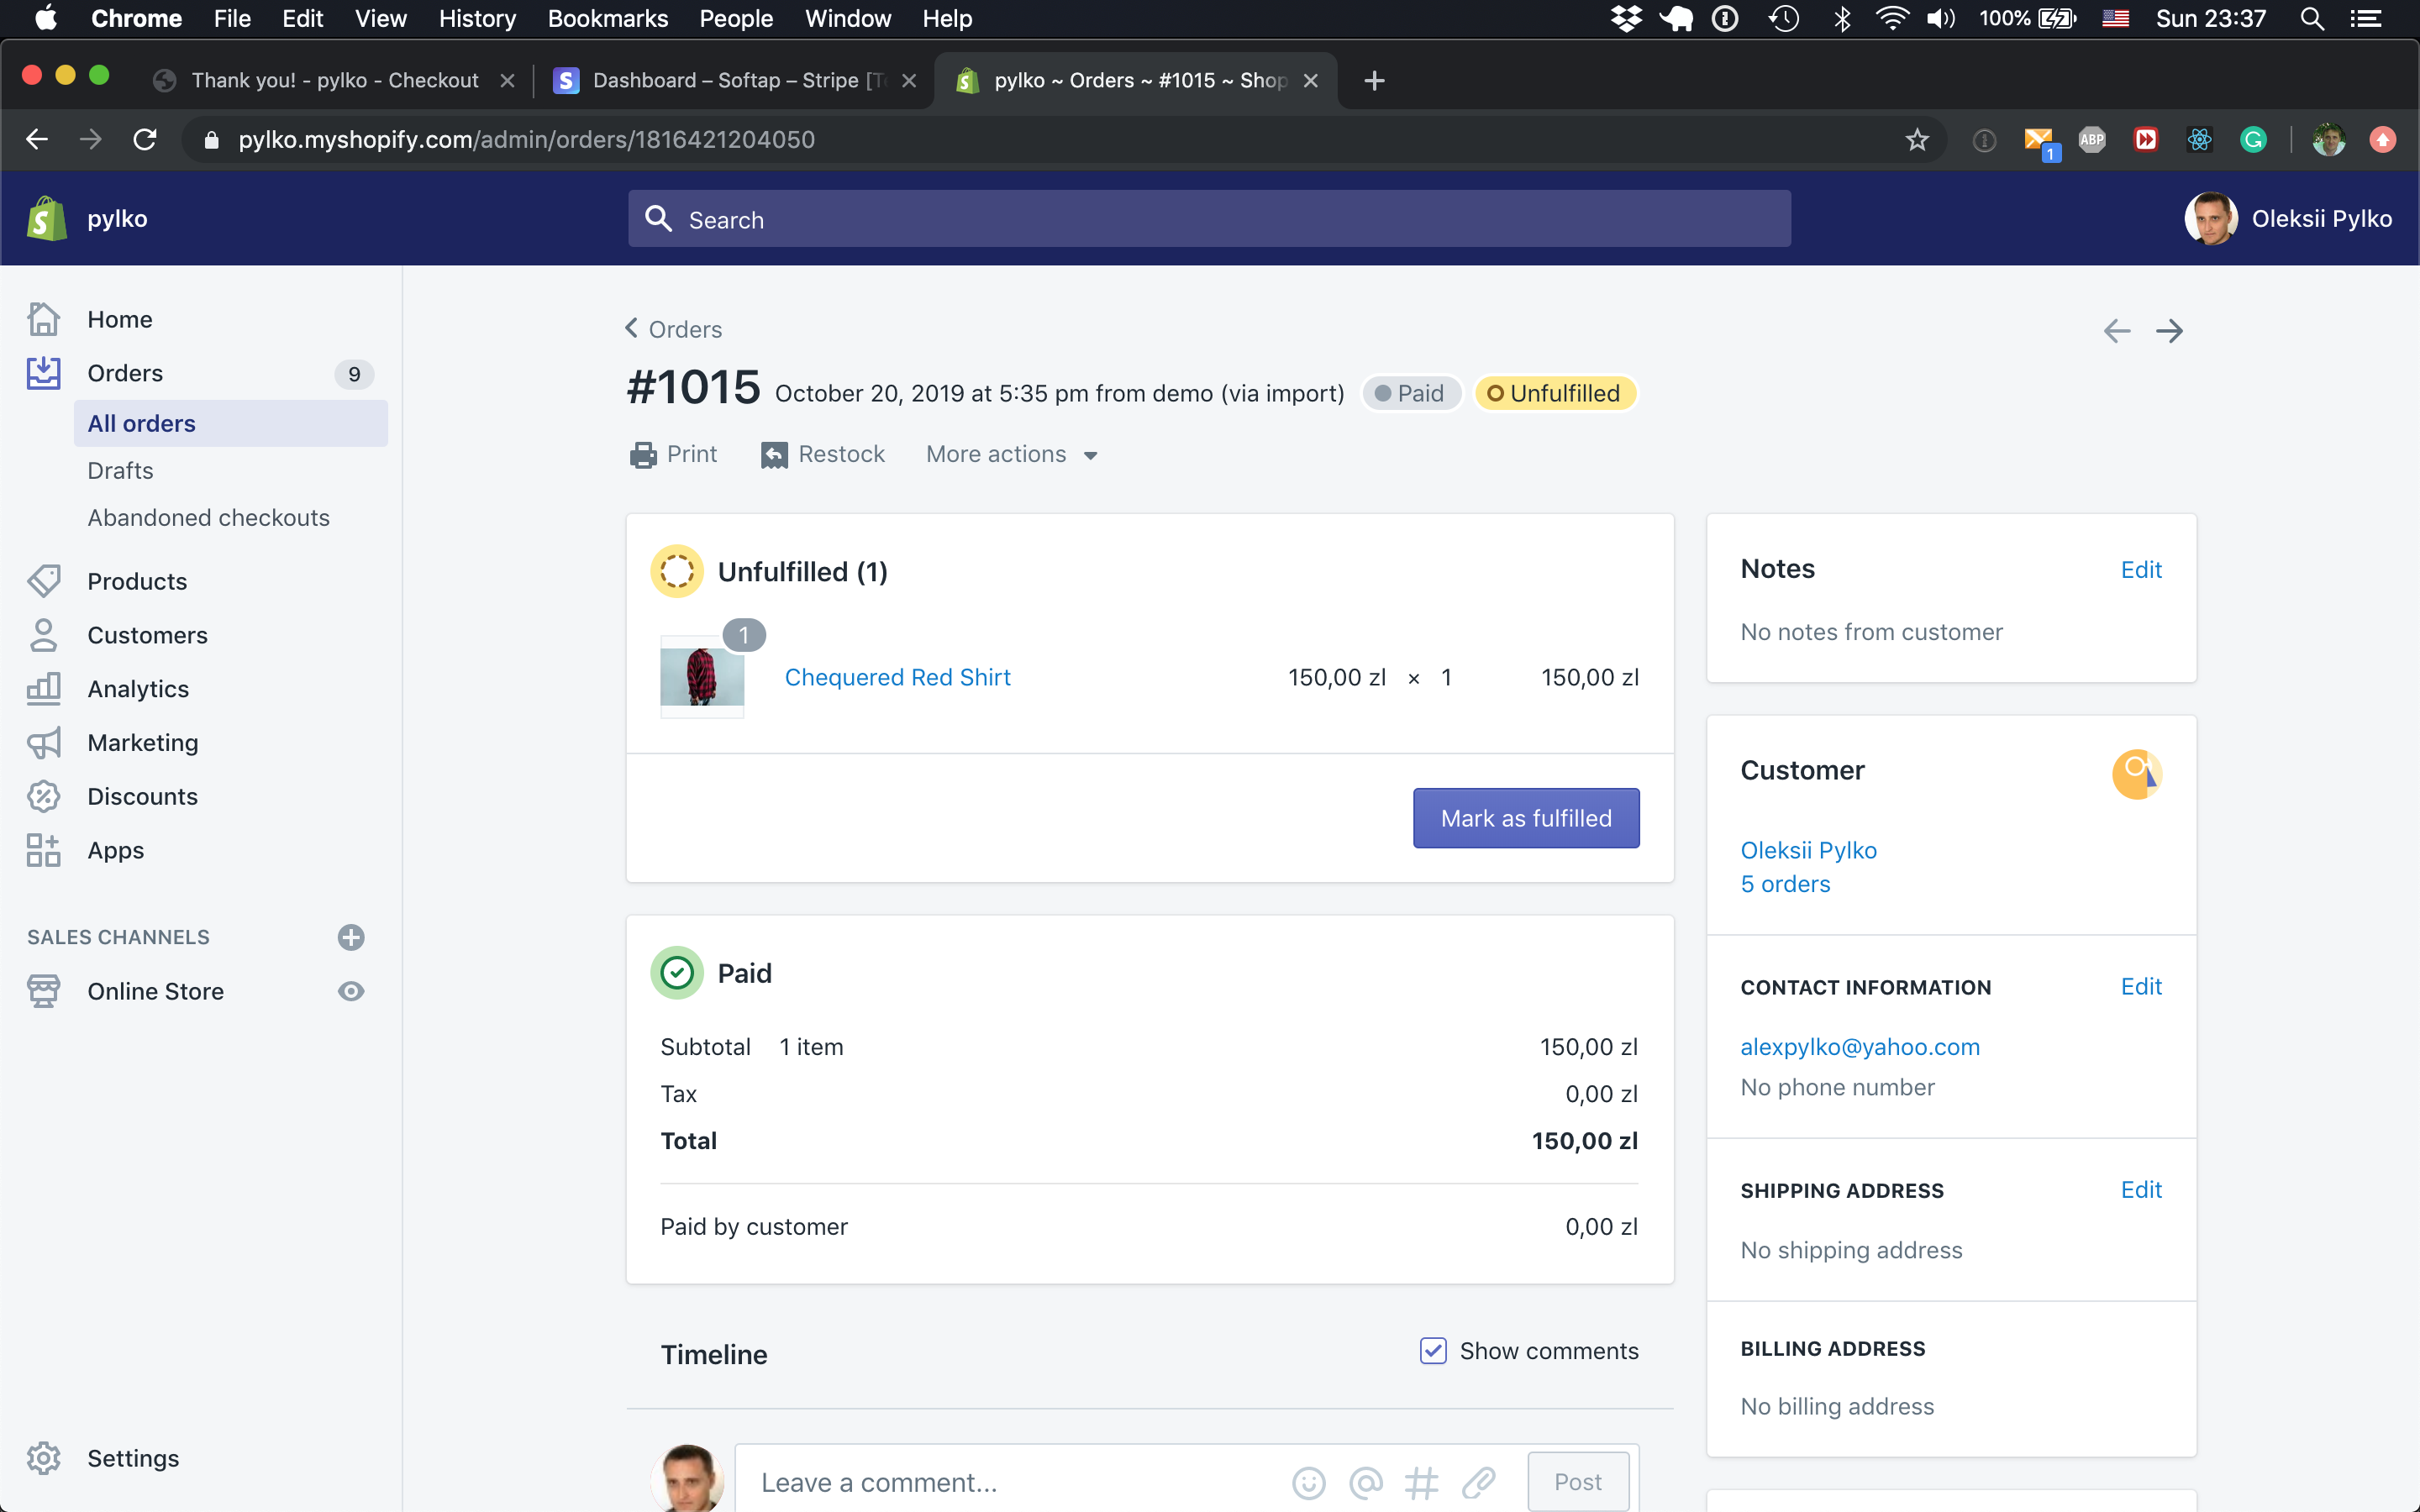 Chrome File Edit View History Bookmarks People Window Help 100% Sun 23:37
Thank you! - pylko - Checkout
Dashboard – Softap – Stripe [T
pylko ~ Orders ~ #1015 ~ Shop
pylko.myshopify.com/admin/orders/1816421204050
1
ABP
pylko
Search
Oleksii Pylko
Home
Orders 9
All orders
Drafts
Abandoned checkouts
Products
Customers
Analytics
Marketing
Discounts
Apps
SALES CHANNELS
Online Store
Settings
Orders
#1015 October 20, 2019 at 5:35 pm from demo (via import) Paid Unfulfilled
Print Restock More actions
Unfulfilled (1)
1
Chequered Red Shirt 150,00 zl × 1 150,00 zl
Mark as fulfilled
Paid
Subtotal 1 item 150,00 zl
Tax 0,00 zl
Total 150,00 zl
Paid by customer 0,00 zl
Timeline Show comments
Leave a comment... Post
Notes Edit
No notes from customer
Customer
Oleksii Pylko
5 orders
CONTACT INFORMATION Edit
alexpylko@yahoo.com
No phone number
SHIPPING ADDRESS Edit
No shipping address
BILLING ADDRESS
No billing address